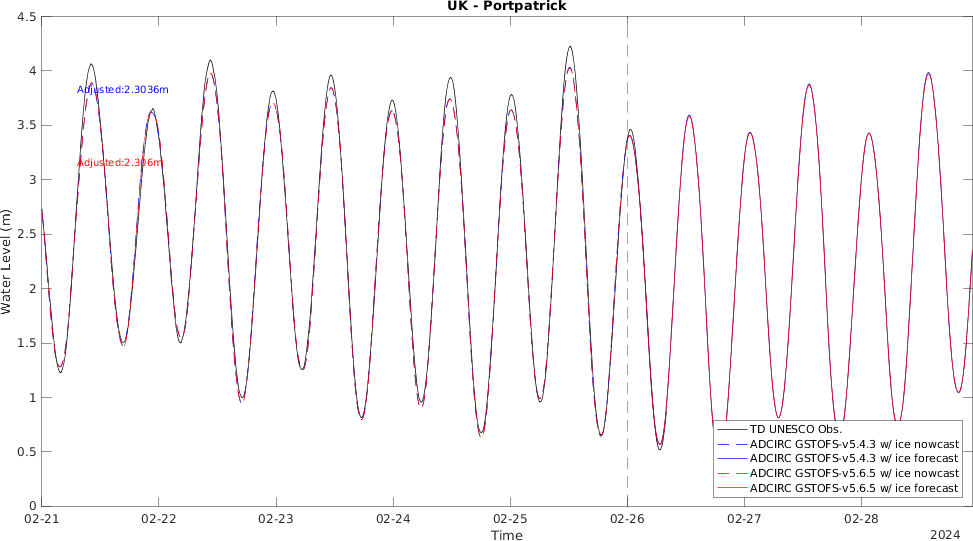 UK - Portpatrick
4.5
4
3.5
3
2.5
2
1.5
1
0.5
0
Water Level (m)
Adjusted:2.3036m
Adjusted:2.306m
TD UNESCO Obs.
ADCIRC GSTOFS-v5.4.3 w/ ice nowcast
ADCIRC GSTOFS-v5.4.3 w/ ice forecast
ADCIRC GSTOFS-v5.6.5 w/ ice nowcast
ADCIRC GSTOFS-v5.6.5 w/ ice forecast
02-21 02-22 02-23 02-24 02-25 02-26 02-27 02-28
Time
2024